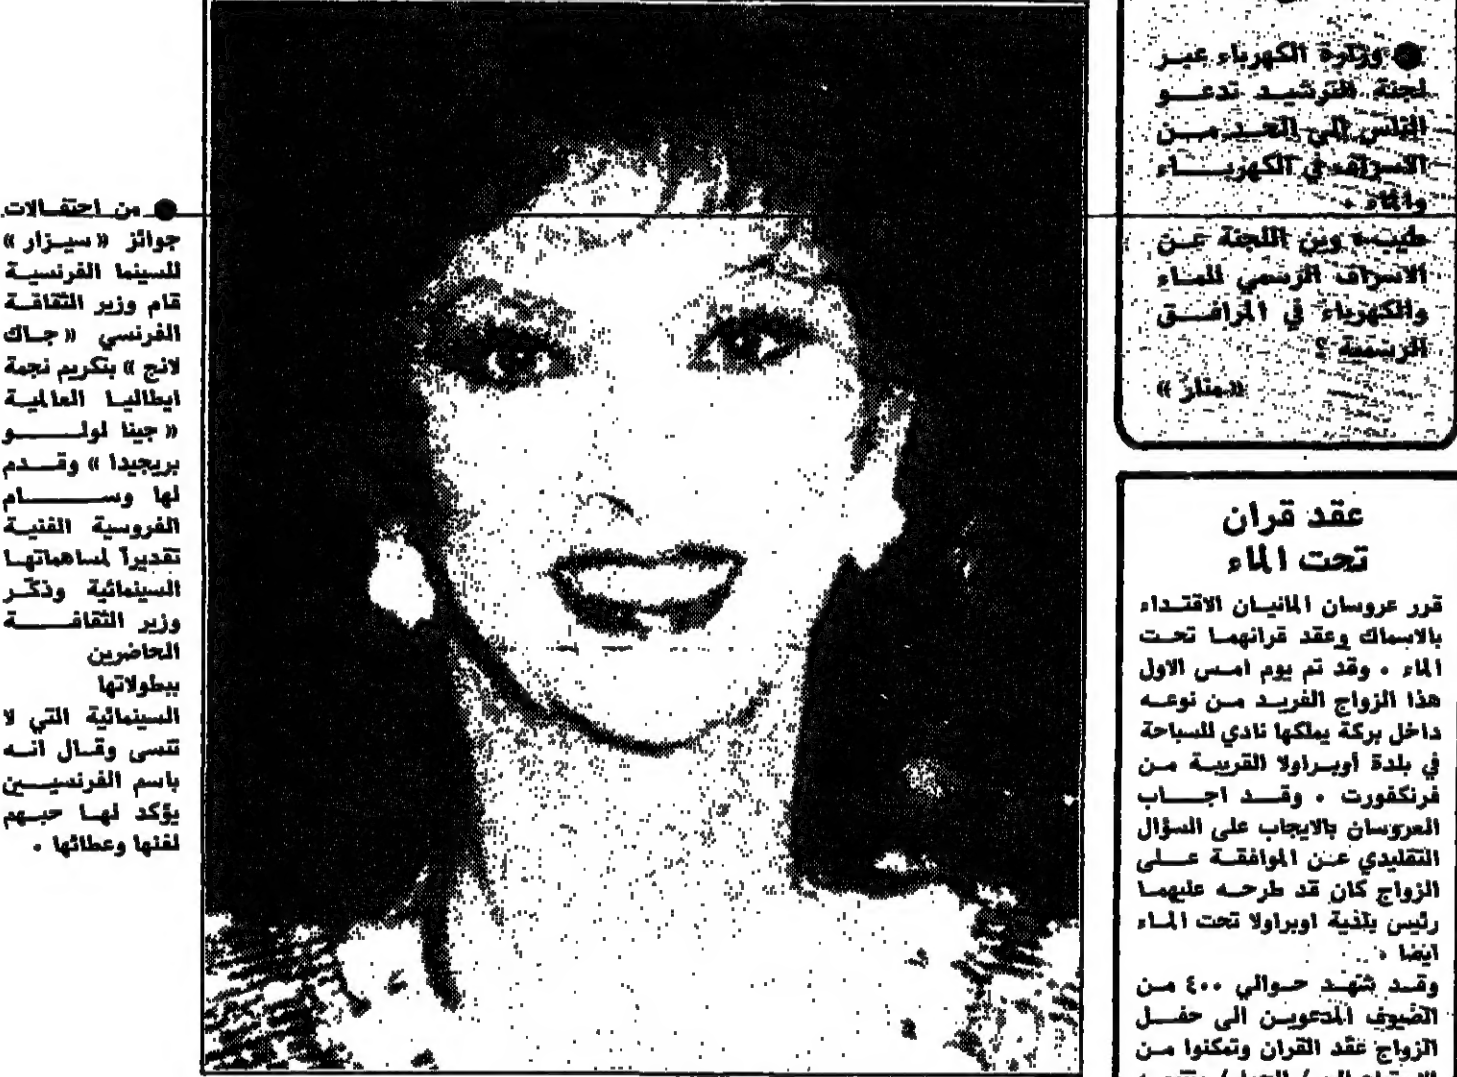 وزارة الكهرباء عبر
لجنة الترشيد تدعو
الناس إلى الحد من
الاسراف في الكهرباء
والماء .
طيب . وين اللجنة عن
الاسراف الرسمي للماء
والكهرباء في المرافق
الرسمية ؟
« منار »
عقد قران
تحت الماء
قرر عروسان المانيان الاقتداء
بالاسماك وعقد قرانهما تحت
الماء . وقد تم يوم امس الاول
هذا الزواج الفريد من نوعه
داخل بركة يملكها نادي للسباحة
في بلدة أوبراولا القريبة من
فرنكفورت . وقد اجاب
العروسان بالايجاب على السؤال
التقليدي عن الموافقة على
الزواج كان قد طرحه عليهما
رئيس بلدية اوبراولا تحت الماء
ايضا .
وقد شهد حوالي ٤٠٠ من
الضيوف المدعوين الى حفل
الزواج عقد القران وتمكنوا من
● من احتفالات
جوائز « سيزار »
للسينما الفرنسية
قام وزير الثقافة
الفرنسي « جاك
لانج » بتكريم نجمة
ايطاليا العالمية
« جينا لولو
بريجيدا » وقدم
لها وسام
الفروسية الفنية
تقديراً لمساهماتها
السينمائية وذكّر
وزير الثقافة
الحاضرين
ببطولاتها
السينمائية التي لا
تنسى وقال انه
باسم الفرنسيين
يؤكد لها حبهم
لفنها وعطائها .